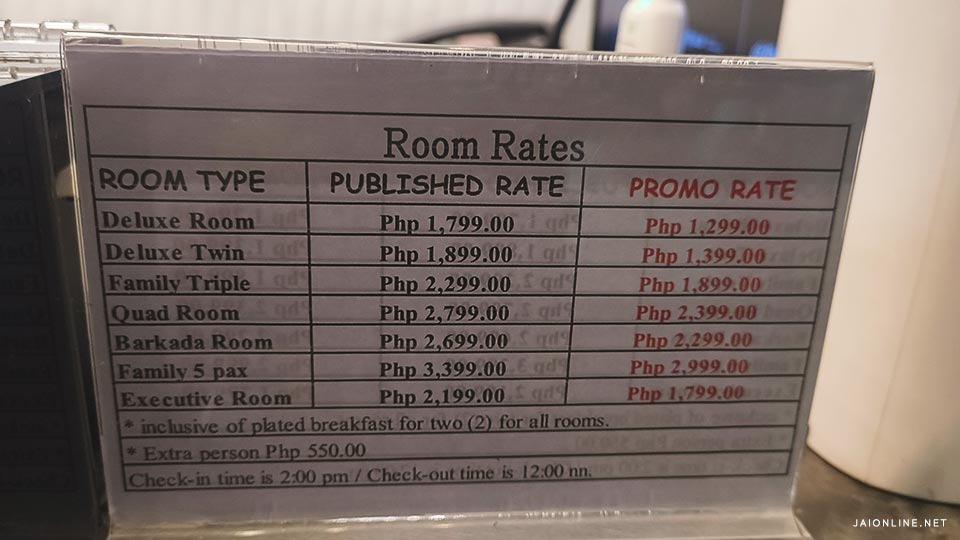 Room Rates
ROOM TYPE PUBLISHED RATE PROMO RATE
Deluxe Room Php 1,799.00 Php 1,299.00
Deluxe Twin Php 1,899.00 Php 1,399.00
Family Triple Php 2,299.00 Php 1,899.00
Quad Room Php 2,799.00 Php 2,399.00
Barkada Room Php 2,699.00 Php 2,299.00
Family 5 pax Php 3,399.00 Php 2,999.00
Executive Room Php 2,199.00 Php 1,799.00
* inclusive of plated breakfast for two (2) for all rooms.
* Extra person Php 550.00
Check-in time is 2:00 pm / Check-out time is 12:00 nn.
JAIONLINE.NET